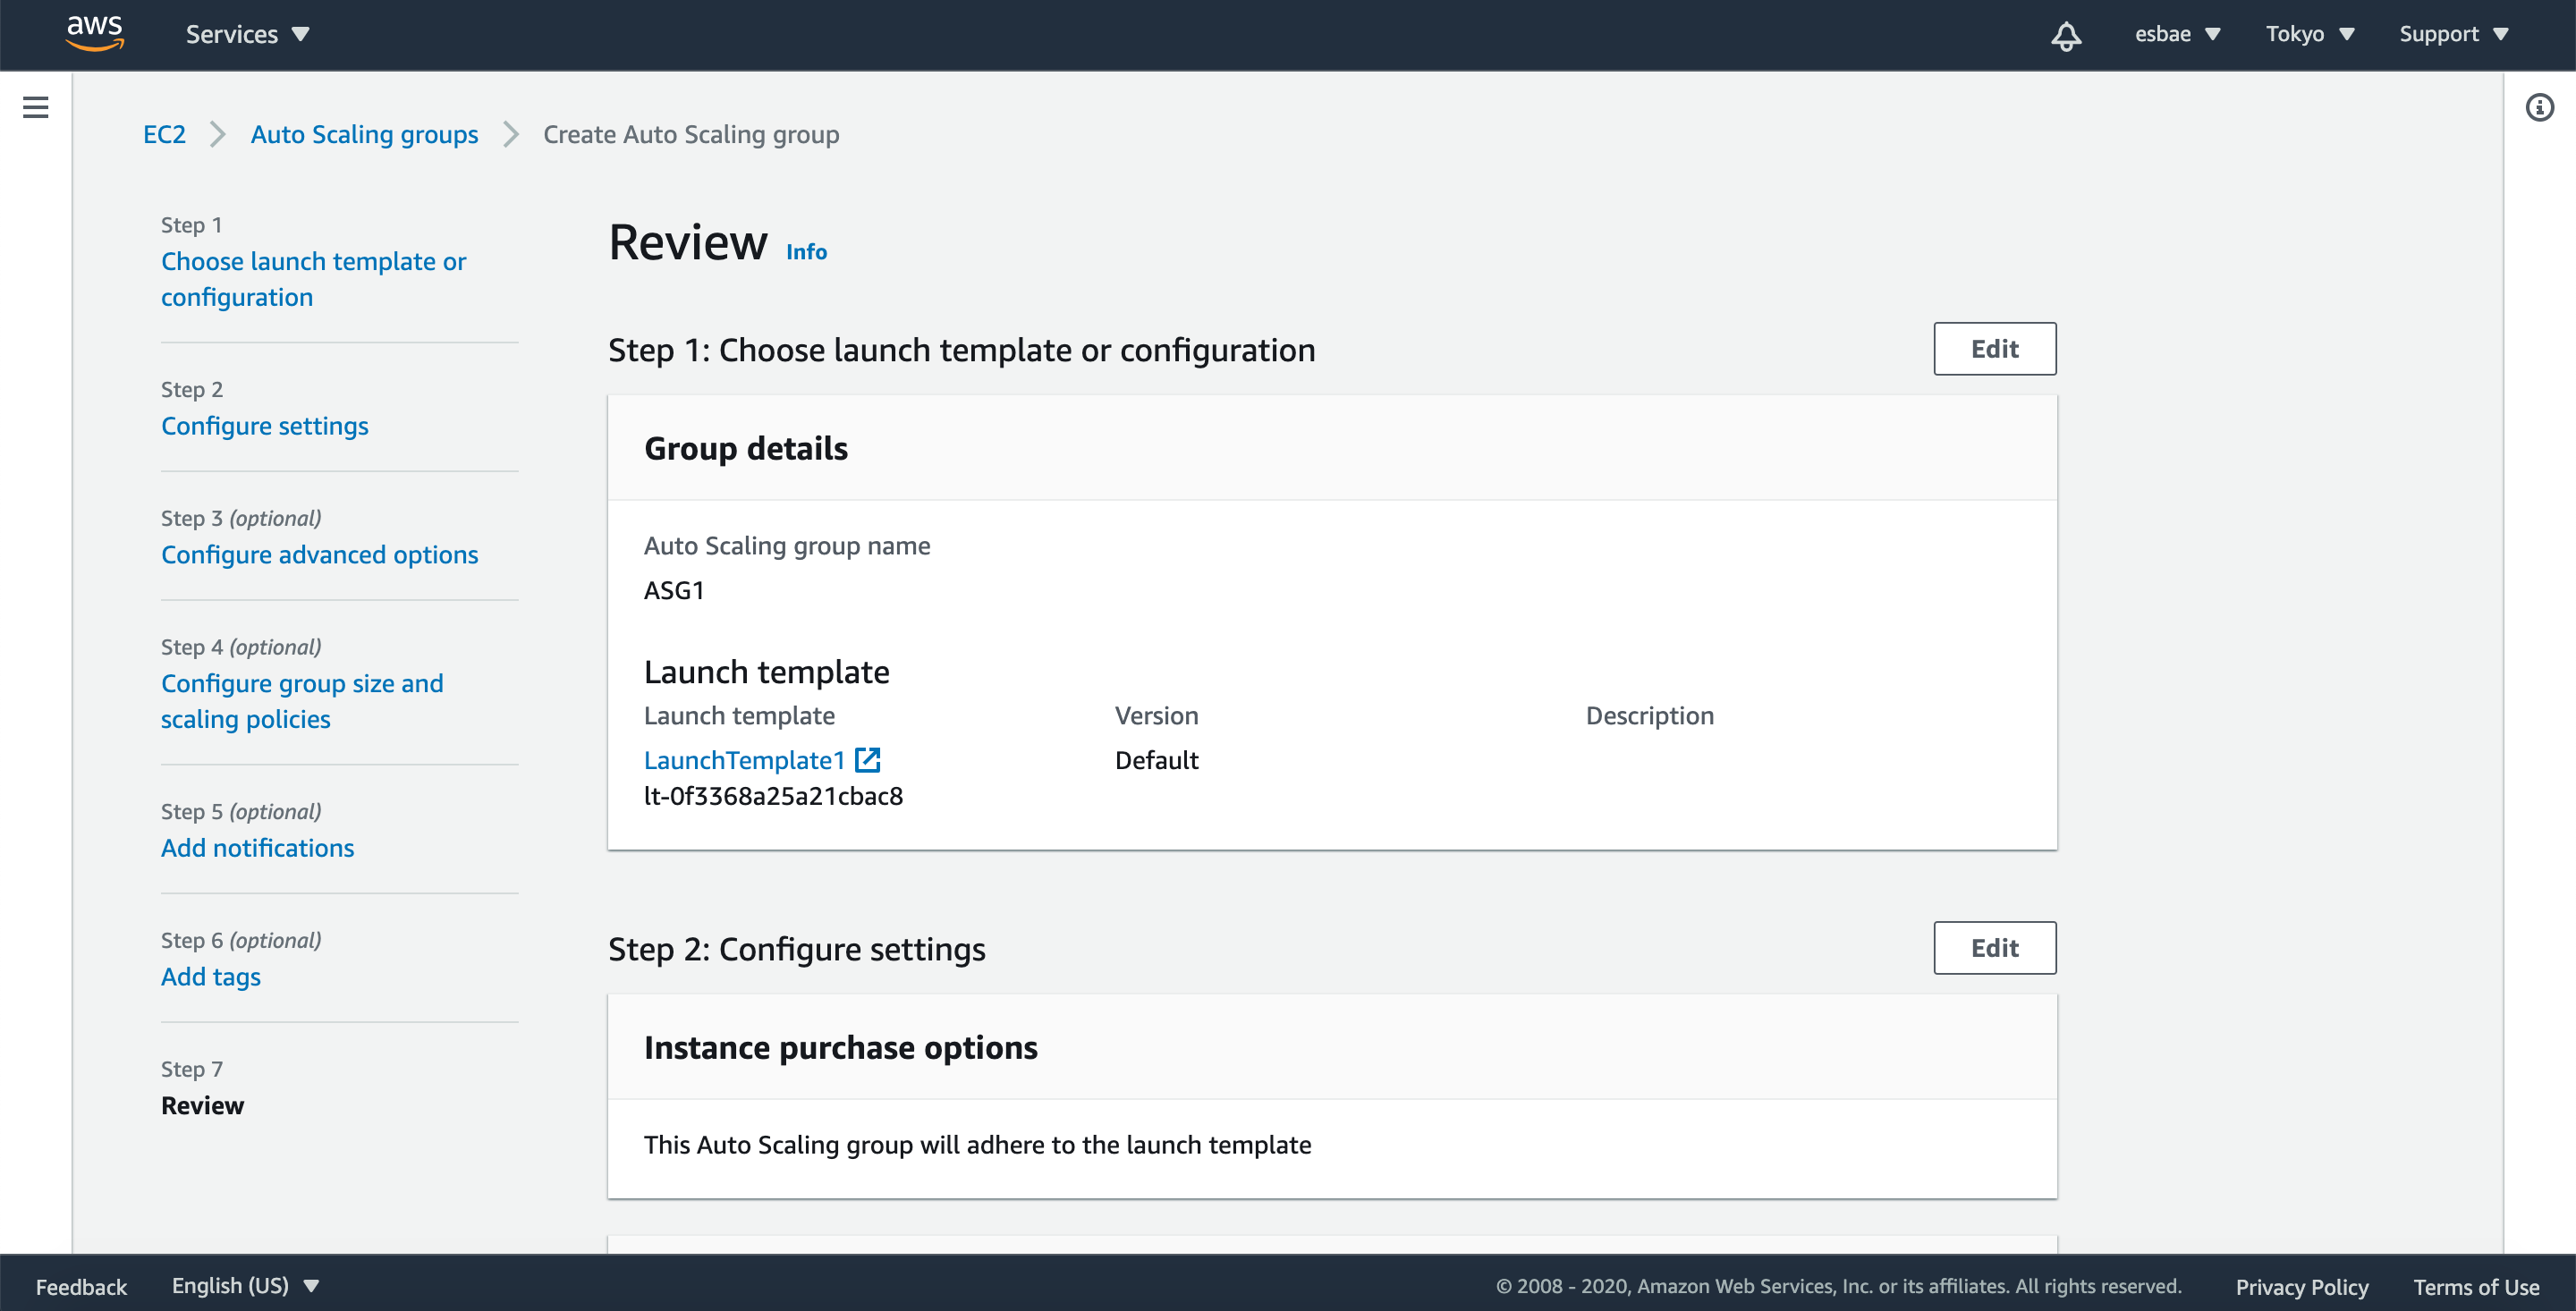 aws
Services
esbae
Tokyo
Support
EC2
Auto Scaling groups
Create Auto Scaling group
Step 1
Choose launch template or
configuration
Step 2
Configure settings
Step 3 (optional)
Configure advanced options
Step 4 (optional)
Configure group size and
scaling policies
Step 5 (optional)
Add notifications
Step 6 (optional)
Add tags
Step 7
Review
Review Info
Step 1: Choose launch template or configuration
Edit
Group details
Auto Scaling group name
ASG1
Launch template
Launch template
Version
Description
LaunchTemplate1
Default
lt-0f3368a25a21cbac8
Step 2: Configure settings
Edit
Instance purchase options
This Auto Scaling group will adhere to the launch template
Feedback
English (US)
© 2008 - 2020, Amazon Web Services, Inc. or its affiliates. All rights reserved.
Privacy Policy
Terms of Use